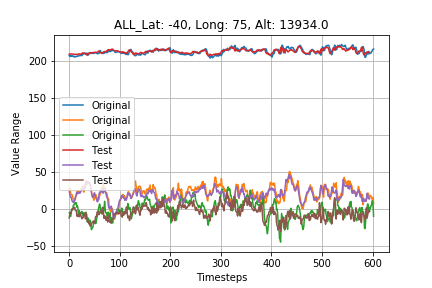 ALL_Lat: -40, Long: 75, Alt: 13934.0
Value Range
200
150
100
50
0
−50
Original
Original
Original
Test
Test
Test
0 100 200 300 400 500 600
Timesteps